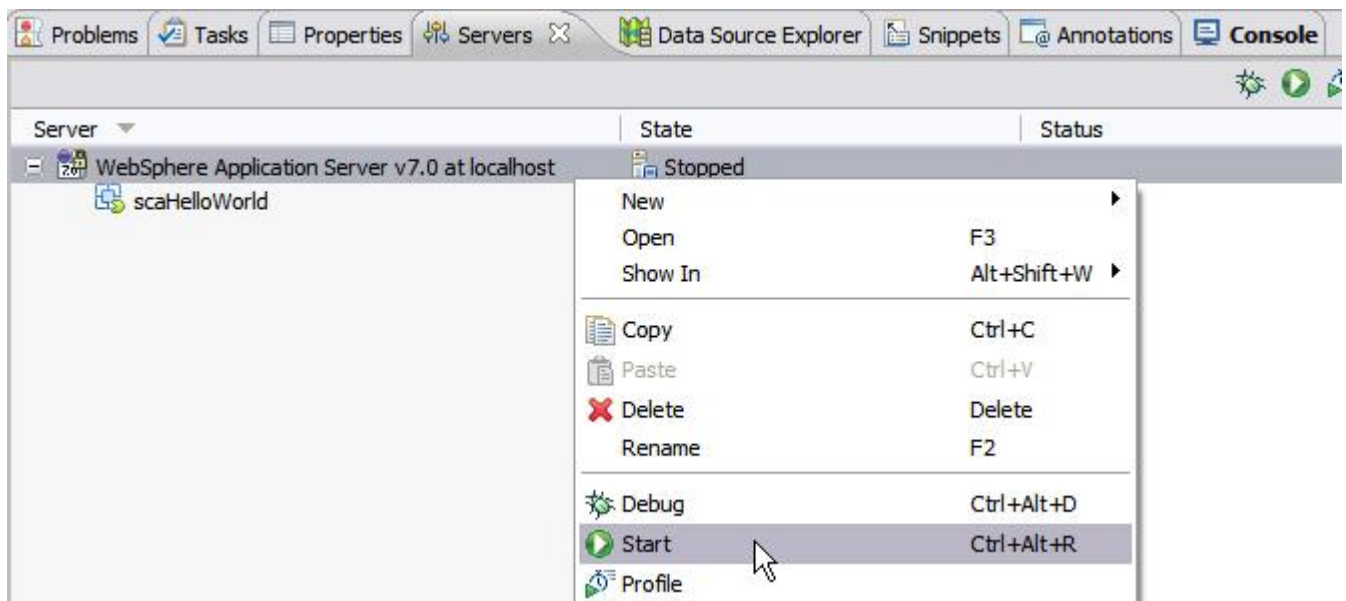 Problems Tasks Properties Servers Data Source Explorer Snippets Annotations Console
Server State Status
WebSphere Application Server v7.0 at localhost Stopped
scaHelloWorld
New
Open F3
Show In Alt+Shift+W
Copy Ctrl+C
Paste Ctrl+V
Delete Delete
Rename F2
Debug Ctrl+Alt+D
Start Ctrl+Alt+R
Profile